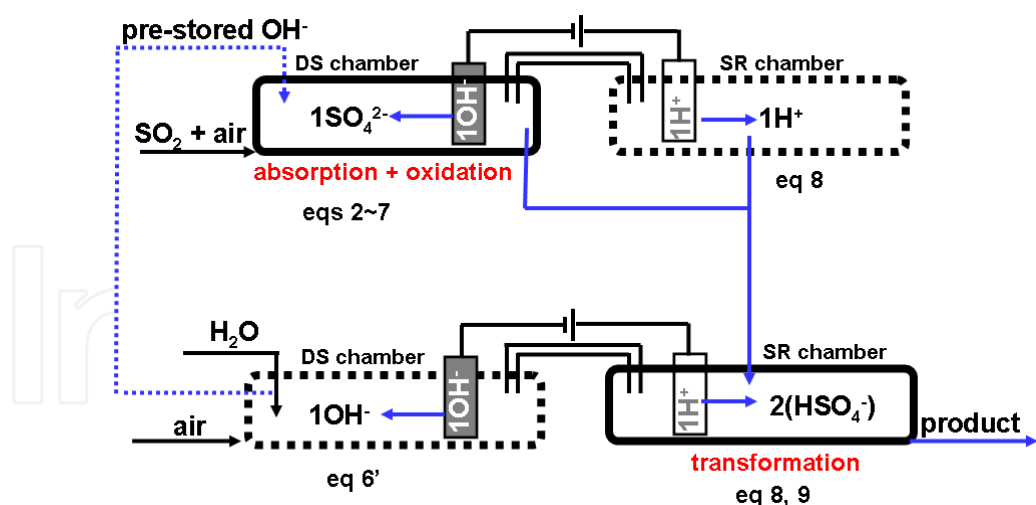 pre-stored OH⁻
DS chamber
SR chamber
1OH⁻
1SO₄²⁻
1H⁺
1H⁺
SO₂ + air
absorption + oxidation
eq 8
eqs 2~7
H₂O
DS chamber
SR chamber
1OH⁻
1OH⁻
1H⁺
2(HSO₄⁻)
product
air
transformation
eq 6’
eq 8, 9